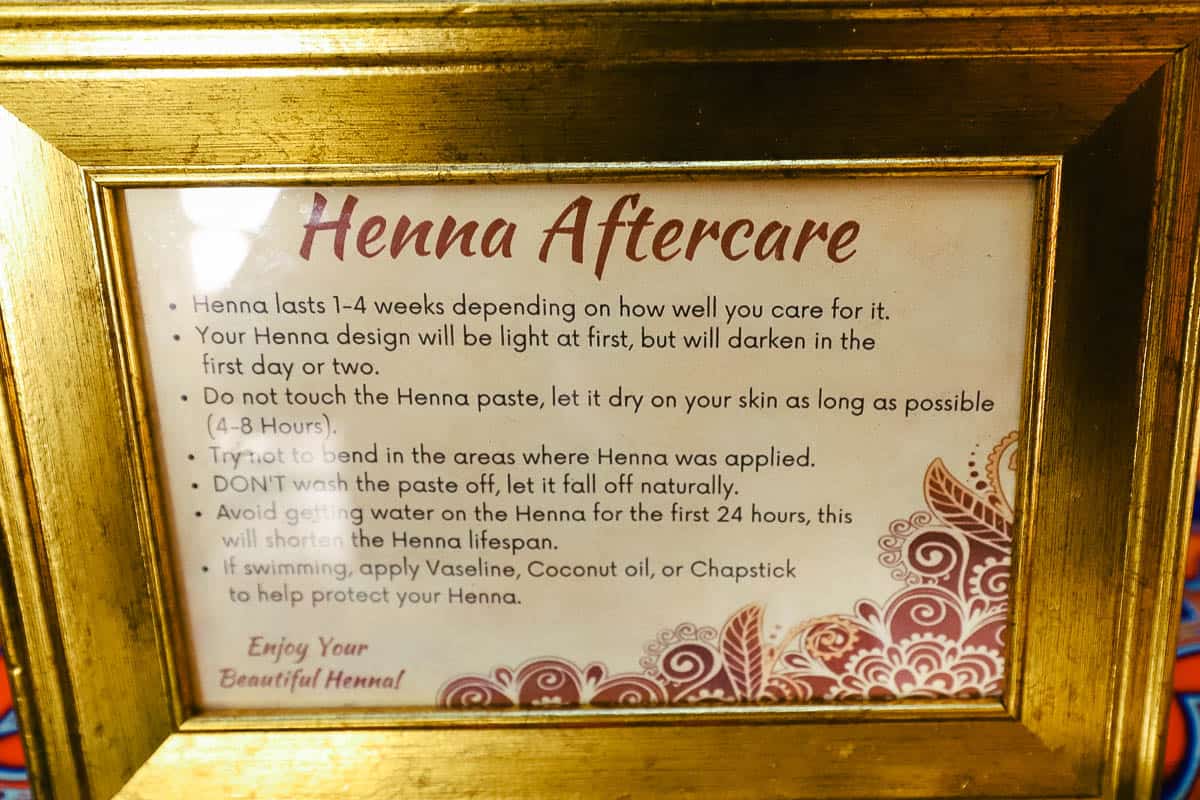 Henna Aftercare
• Henna lasts 1-4 weeks depending on how well you care for it.
• Your Henna design will be light at first, but will darken in the
first day or two.
• Do not touch the Henna paste, let it dry on your skin as long as possible
(4-8 Hours).
• Try not to bend in the areas where Henna was applied.
• DON'T wash the paste off, let it fall off naturally.
• Avoid getting water on the Henna for the first 24 hours, this
will shorten the Henna lifespan.
• If swimming, apply Vaseline, Coconut oil, or Chapstick
to help protect your Henna.
Enjoy Your
Beautiful Henna!